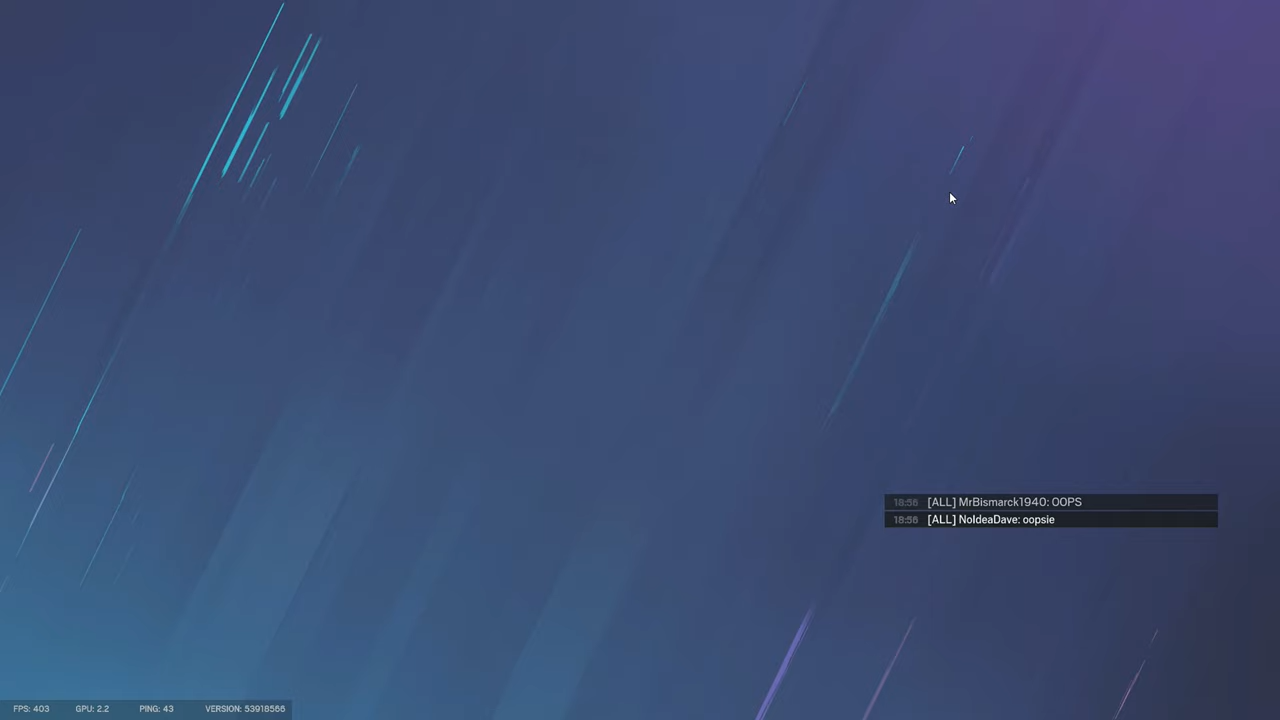 18:56 [ALL] MrBismarck1940: OOPS
18:56 [ALL] NoIdeaDave: oopsie
FPS: 403 GPU: 2.2 PING: 43 VERSION: 53918566